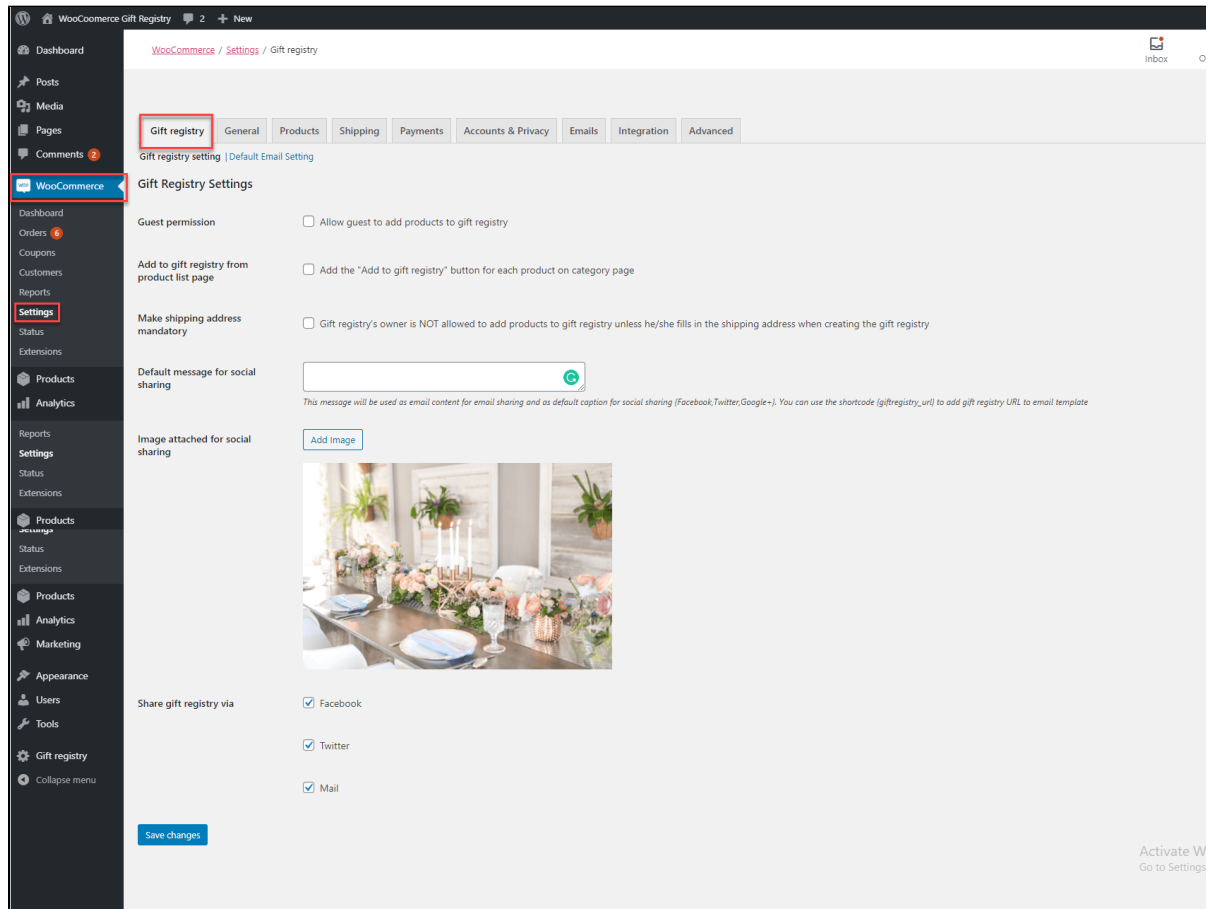 WooCoomerce Gift Registry 2 + New
Dashboard
Posts
Media
Pages
Comments 2
WooCommerce
Dashboard
Orders 6
Coupons
Customers
Reports
Settings
Status
Extensions
Products
Analytics
Reports
Settings
Status
Extensions
Products
Settings
Status
Extensions
Products
Analytics
Marketing
Appearance
Users
Tools
Gift registry
Collapse menu
WooCommerce / Settings / Gift registry
Inbox
Gift registry General Products Shipping Payments Accounts & Privacy Emails Integration Advanced
Gift registry setting | Default Email Setting
Gift Registry Settings
Guest permission
Allow guest to add products to gift registry
Add to gift registry from
product list page
Add the "Add to gift registry" button for each product on category page
Make shipping address
mandatory
Gift registry's owner is NOT allowed to add products to gift registry unless he/she fills in the shipping address when creating the gift registry
Default message for social
sharing
This message will be used as email content for email sharing and as default caption for social sharing (Facebook,Twitter,Google+). You can use the shortcode {giftregistry_url} to add gift registry URL to email template
Image attached for social
sharing
Add Image
Share gift registry via
Facebook
Twitter
Mail
Save changes
Activate W
Go to Settings